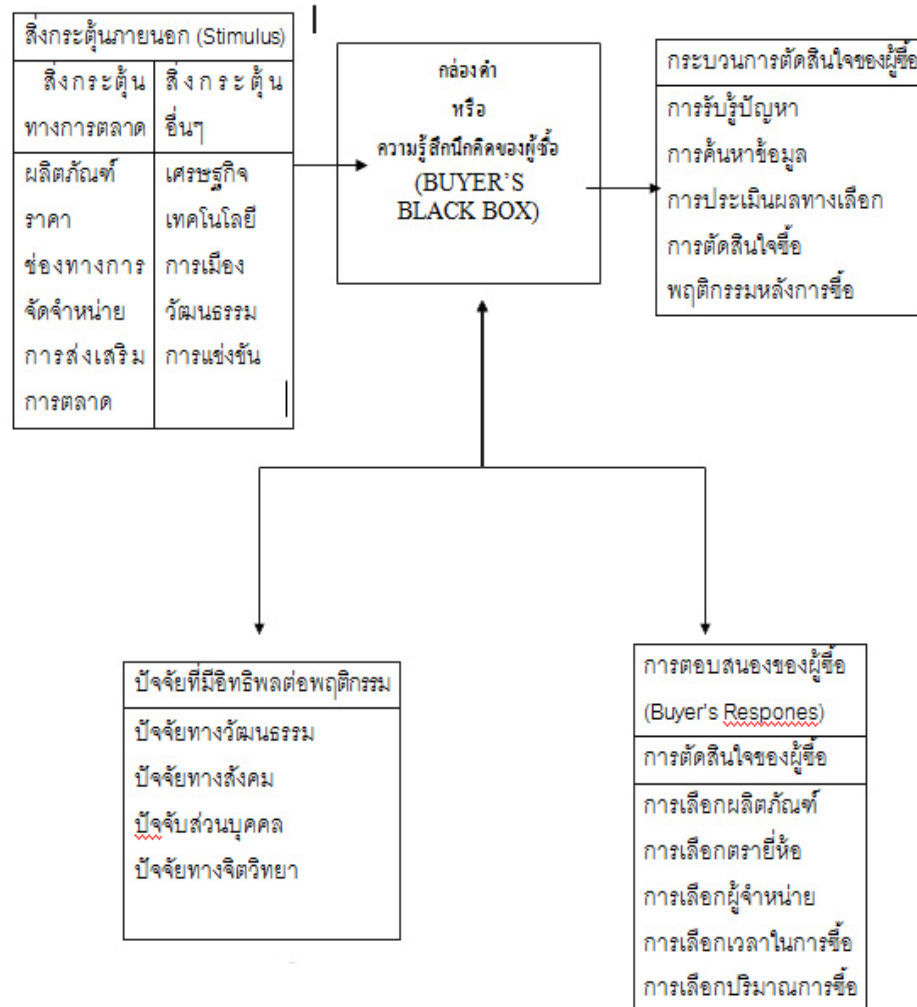 สิ่งกระตุ้นภายนอก (Stimulus)
สิ่งกระตุ้น
ทางการตลาด
สิ่งกระตุ้น
อื่นๆ
ผลิตภัณฑ์
ราคา
ช่องทางการ
จัดจำหน่าย
การส่งเสริม
การตลาด
เศรษฐกิจ
เทคโนโลยี
การเมือง
วัฒนธรรม
การแข่งขัน
กล่องดำ
หรือ
ความรู้สึกนึกคิดของผู้ซื้อ
(BUYER'S
BLACK BOX)
กระบวนการตัดสินใจของผู้ซื้อ
การรับรู้ปัญหา
การค้นหาข้อมูล
การประเมินผลทางเลือก
การตัดสินใจซื้อ
พฤติกรรมหลังการซื้อ
ปัจจัยที่มีอิทธิพลต่อพฤติกรรม
ปัจจัยทางวัฒนธรรม
ปัจจัยทางสังคม
ปัจจับส่วนบุคคล
ปัจจัยทางจิตวิทยา
การตอบสนองของผู้ซื้อ
(Buyer's Respones)
การตัดสินใจของผู้ซื้อ
การเลือกผลิตภัณฑ์
การเลือกตรายี่ห้อ
การเลือกผู้จำหน่าย
การเลือกเวลาในการซื้อ
การเลือกปริมาณการซื้อ